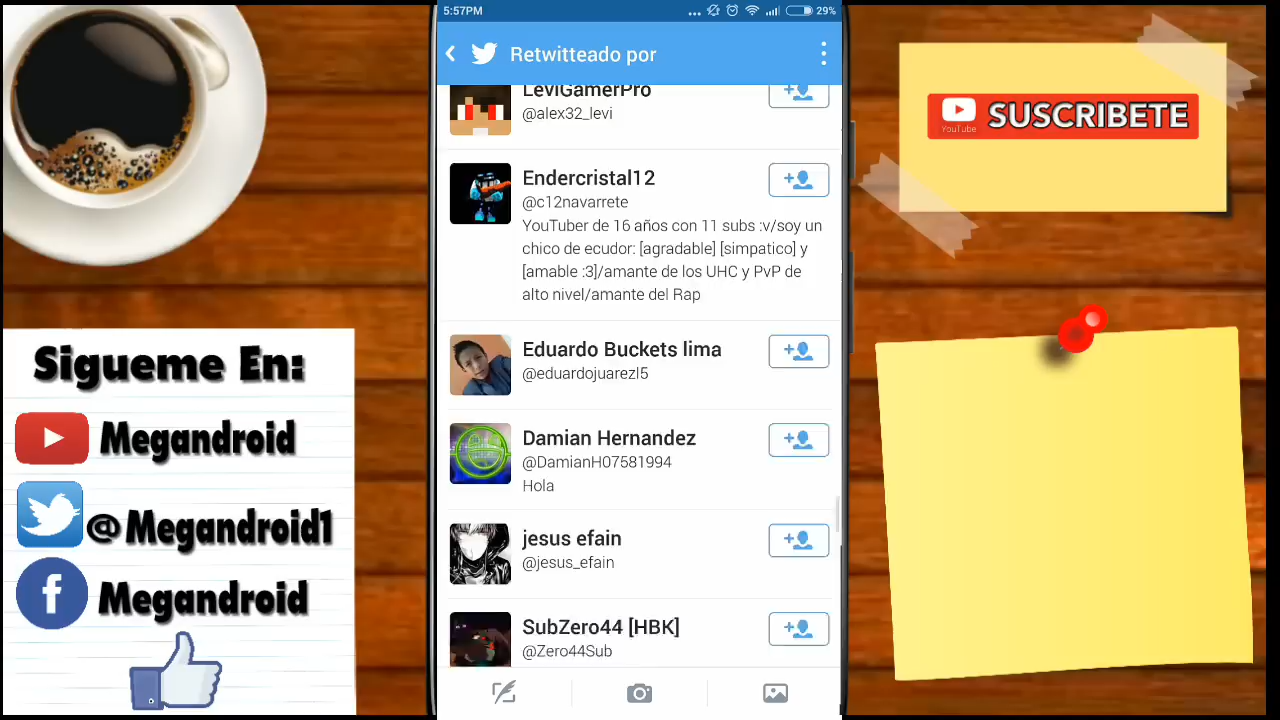 5:57PM
29%
Retwitteado por
LeviGamerPro
@alex32_levi
Endercristal12
@c12navarrete
YouTuber de 16 años con 11 subs :v/soy un
chico de ecudor: [agradable] [simpatico] y
[amable :3]/amante de los UHC y PvP de
alto nivel/amante del Rap
Eduardo Buckets lima
@eduardojuarezl5
Damian Hernandez
@DamianH07581994
Hola
jesus efain
@jesus_efain
SubZero44 [HBK]
@Zero44Sub
Sigueme En:
Megandroid
@Megandroid1
Megandroid
YouTube
SUSCRIBETE